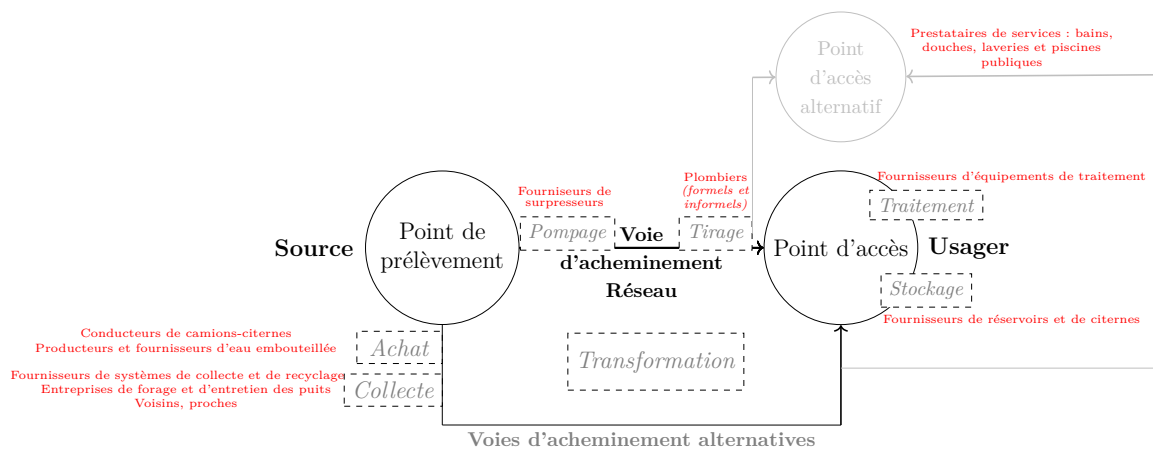 Point
d'accès
alternatif
Prestataires de services : bains,
douches, laveries et piscines
publiques
Source
Point de
prélèvement
Fourniseurs de
surpresseurs
Pompage
Voie
d'acheminement
Réseau
Plombiers
(formels et
informels)
Tirage
Point d'accès
Usager
Fournisseurs d'équipements de traitement
Traitement
Stockage
Fournisseurs de réservoirs et de citernes
Conducteurs de camions-citernes
Producteurs et fournisseurs d'eau embouteillée
Achat
Fournisseurs de systèmes de collecte et de recyclage
Entreprises de forage et d'entretien des puits
Voisins, proches
Collecte
Transformation
Voies d'acheminement alternatives